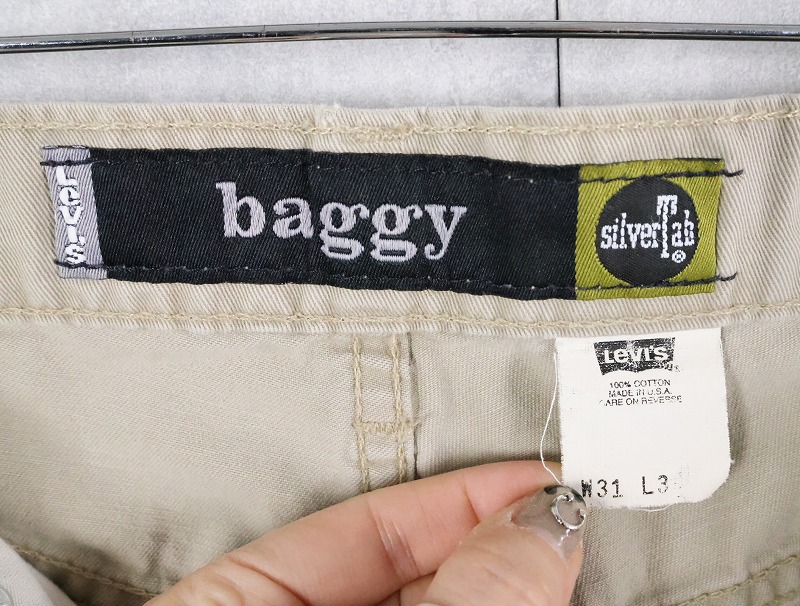 Levi's
baggy
silverTab
®
Levi's
100% COTTON
MADE IN U.S.A.
CARE ON REVERSE
W31 L3